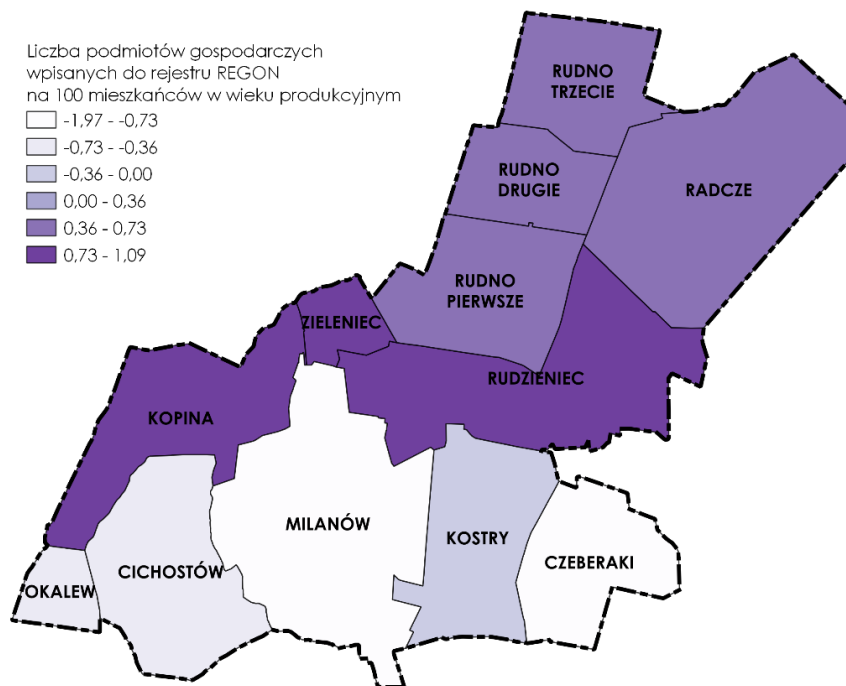 Liczba podmiotów gospodarczych
wpisanych do rejestru REGON
na 100 mieszkańców w wieku produkcyjnym
-1,97 - -0,73
-0,73 - -0,36
-0,36 - 0,00
0,00 - 0,36
0,36 - 0,73
0,73 - 1,09
RUDNO
TRZECIE
RUDNO
DRUGIE
RADCZE
RUDNO
PIERWSZE
ZIELENIEC
RUDZIENIEC
KOPINA
MILANÓW
KOSTRY
CZEBERAKI
CICHOSTÓW
OKALEW